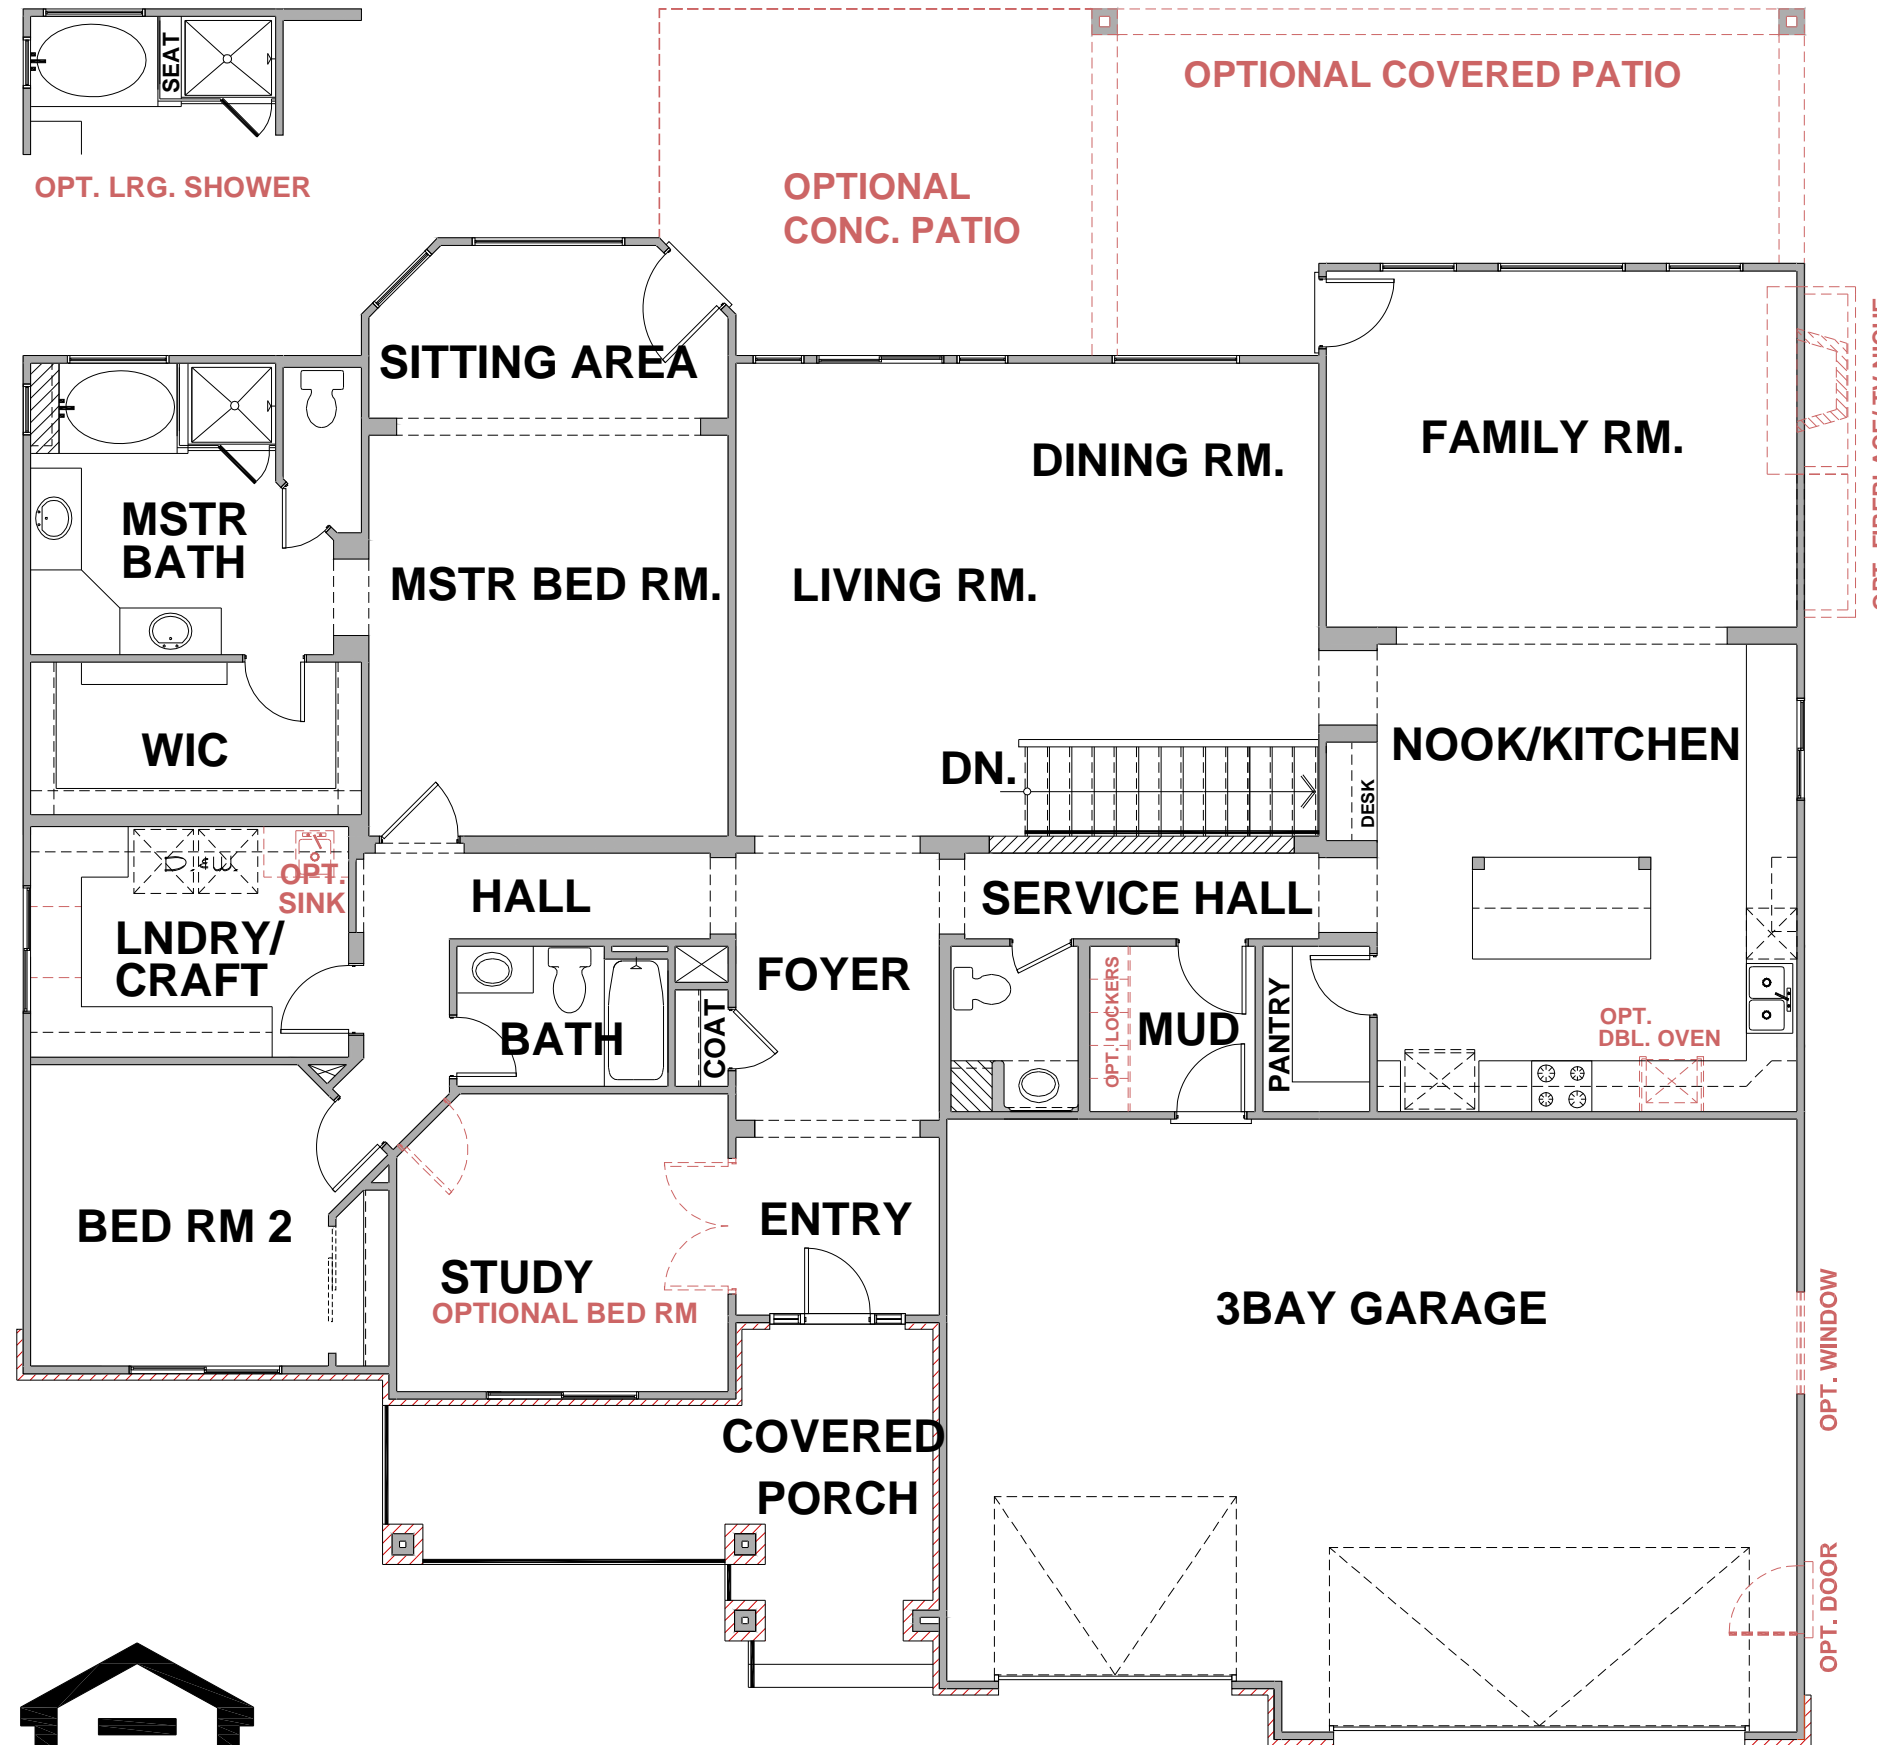 SEAT
OPT. LRG. SHOWER
OPTIONAL COVERED PATIO
OPTIONAL
CONC. PATIO
SITTING AREA
FAMILY RM.
DINING RM.
MSTR
BATH
MSTR BED RM.
LIVING RM.
WIC
DN.
DESK
NOOK/KITCHEN
D
W
OPT.
SINK
HALL
SERVICE HALL
LNDRY/
CRAFT
FOYER
BATH
COAT
OPT. LOCKERS
MUD
PANTRY
OPT.
DBL. OVEN
BED RM 2
STUDY
OPTIONAL BED RM
ENTRY
3BAY GARAGE
OPT. WINDOW
COVERED
PORCH
OPT. DOOR